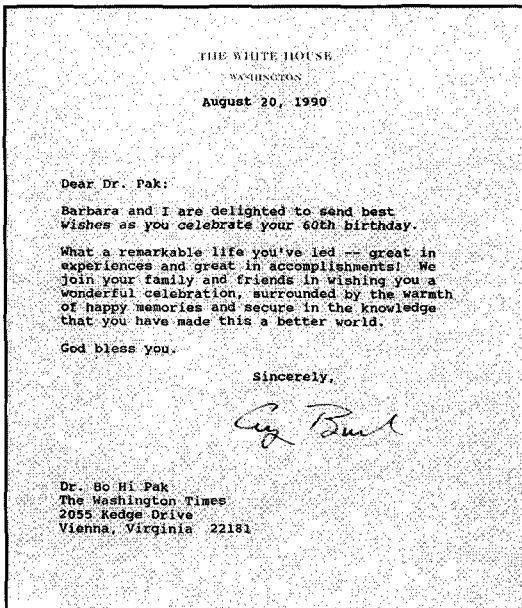 THE WHITE HOUSE
WASHINGTON
August 20, 1990
Dear Dr. Pak:
Barbara and I are delighted to send best
wishes as you celebrate your 60th birthday.
What a remarkable life you've led -- great in
experiences and great in accomplishments! We
join your family and friends in wishing you a
wonderful celebration, surrounded by the warmth
of happy memories and secure in the knowledge
that you have made this a better world.
God bless you.
Sincerely,
Dr. Bo Hi Pak
The Washington Times
2055 Kedge Drive
Vienna, Virginia 22181